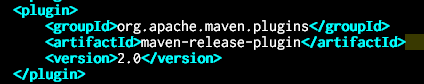 <plugin>
<groupId>org.apache.maven.plugins</groupId>
<artifactId>maven-release-plugin</artifactId>
<version>2.0</version>
</plugin>